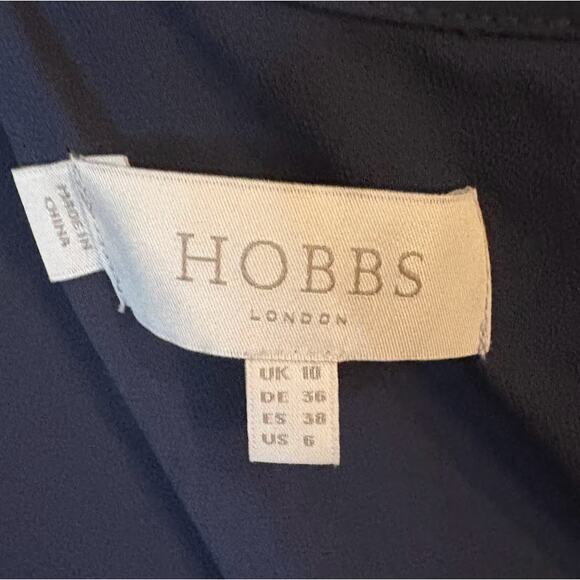 MADE IN
CHINA
HOBBS
LONDON
UK 10
DE 36
ES 38
US 6